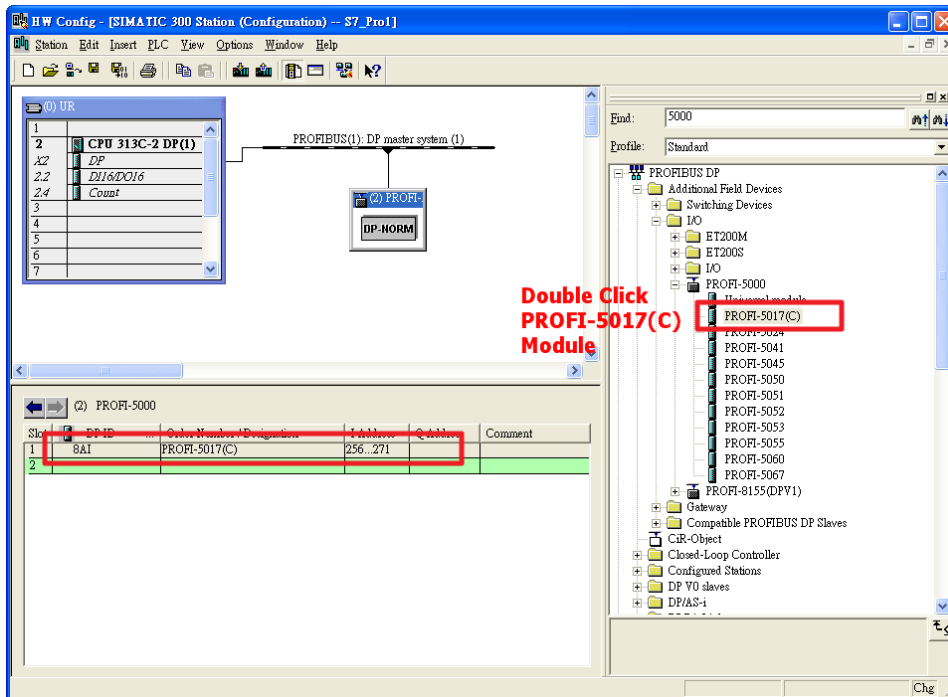 HW Config - [SIMATIC 300 Station (Configuration) -- S7_Pro1]
Station Edit Insert PLC View Options Window Help
(0) UR
1
2 CPU 313C-2 DP(1)
X2 DP
2.2 DI16/DO16
2.4 Count
3
4
5
6
7
PROFIBUS(1): DP master system (1)
(2) PROFI-
DP-NORM
Double Click
PROFI-5017(C)
Module
(2) PROFI-5000
Slot DP ID ... Order Number / Designation I Address Q Address Comment
1 8AI PROFI-5017(C) 256...271
2
Find: 5000
Profile: Standard
PROFIBUS DP
Additional Field Devices
Switching Devices
I/O
ET200M
ET200S
I/O
PROFI-5000
Universal module
PROFI-5017(C)
PROFI-5024
PROFI-5041
PROFI-5045
PROFI-5050
PROFI-5051
PROFI-5052
PROFI-5053
PROFI-5055
PROFI-5060
PROFI-5067
PROFI-8155(DPV1)
Gateway
Compatible PROFIBUS DP Slaves
CiR-Object
Closed-Loop Controller
Configured Stations
DP V0 slaves
DP/AS-i
Chg